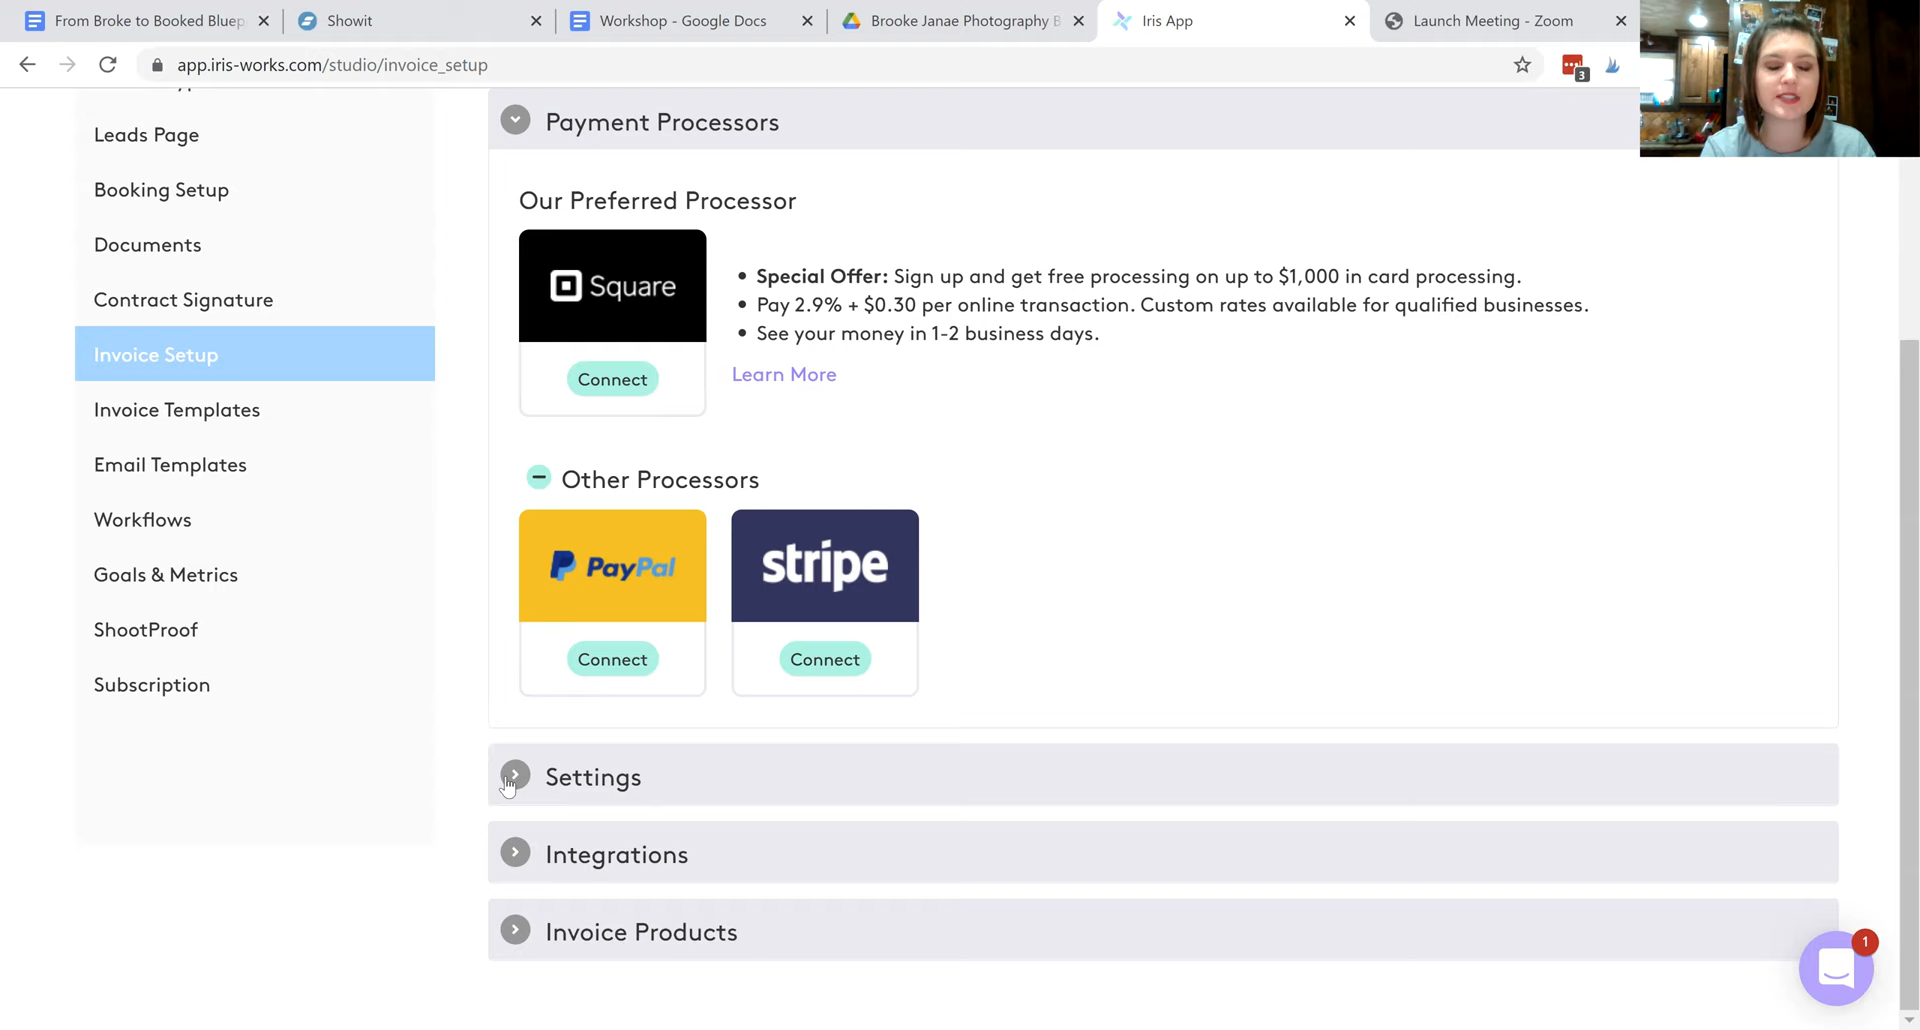 From Broke to Booked Bluep
Showit
Workshop - Google Docs
Brooke Janae Photography B
Iris App
Launch Meeting - Zoom
app.iris-works.com/studio/invoice_setup
3
Leads Page
Booking Setup
Documents
Contract Signature
Invoice Setup
Invoice Templates
Email Templates
Workflows
Goals & Metrics
ShootProof
Subscription
Payment Processors
Our Preferred Processor
Square
Connect
• Special Offer: Sign up and get free processing on up to $1,000 in card processing.
• Pay 2.9% + $0.30 per online transaction. Custom rates available for qualified businesses.
• See your money in 1-2 business days.
Learn More
Other Processors
PayPal
Connect
stripe
Connect
Settings
Integrations
Invoice Products
1